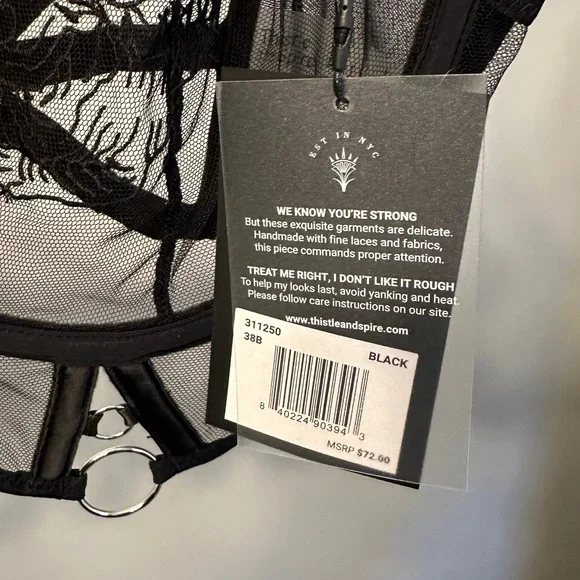 EST IN NYC
WE KNOW YOU'RE STRONG
But these exquisite garments are delicate.
Handmade with fine laces and fabrics,
this piece commands proper attention.
TREAT ME RIGHT, I DON'T LIKE IT ROUGH
To help my looks last, avoid yanking and heat.
Please follow care instructions on our site.
www.thistleandspire.com
311250
38B
BLACK
8 40224 90394 3
MSRP $72.00